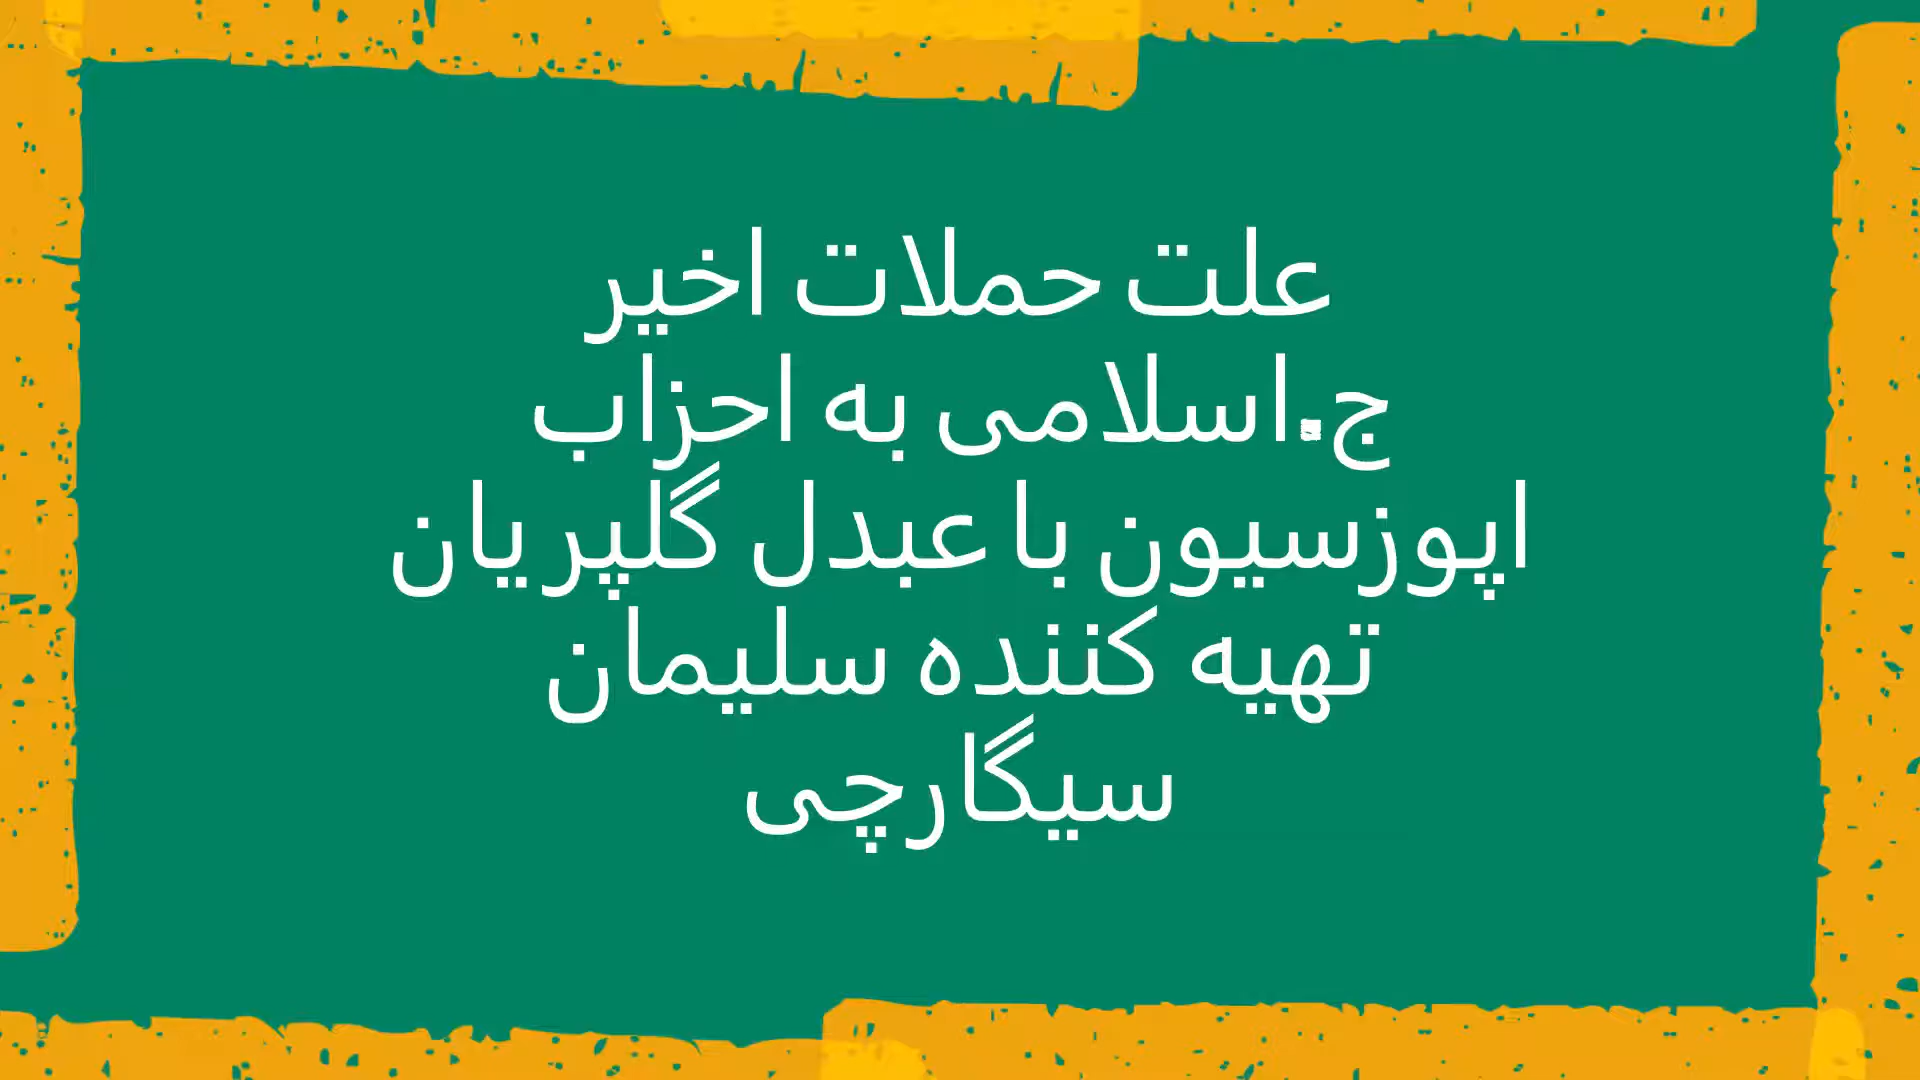 علت حملات اخیر
ج.اسلامی به احزاب
اپوزسیون با عبدل گلپریان
تهیه کننده سلیمان
سیگارچی